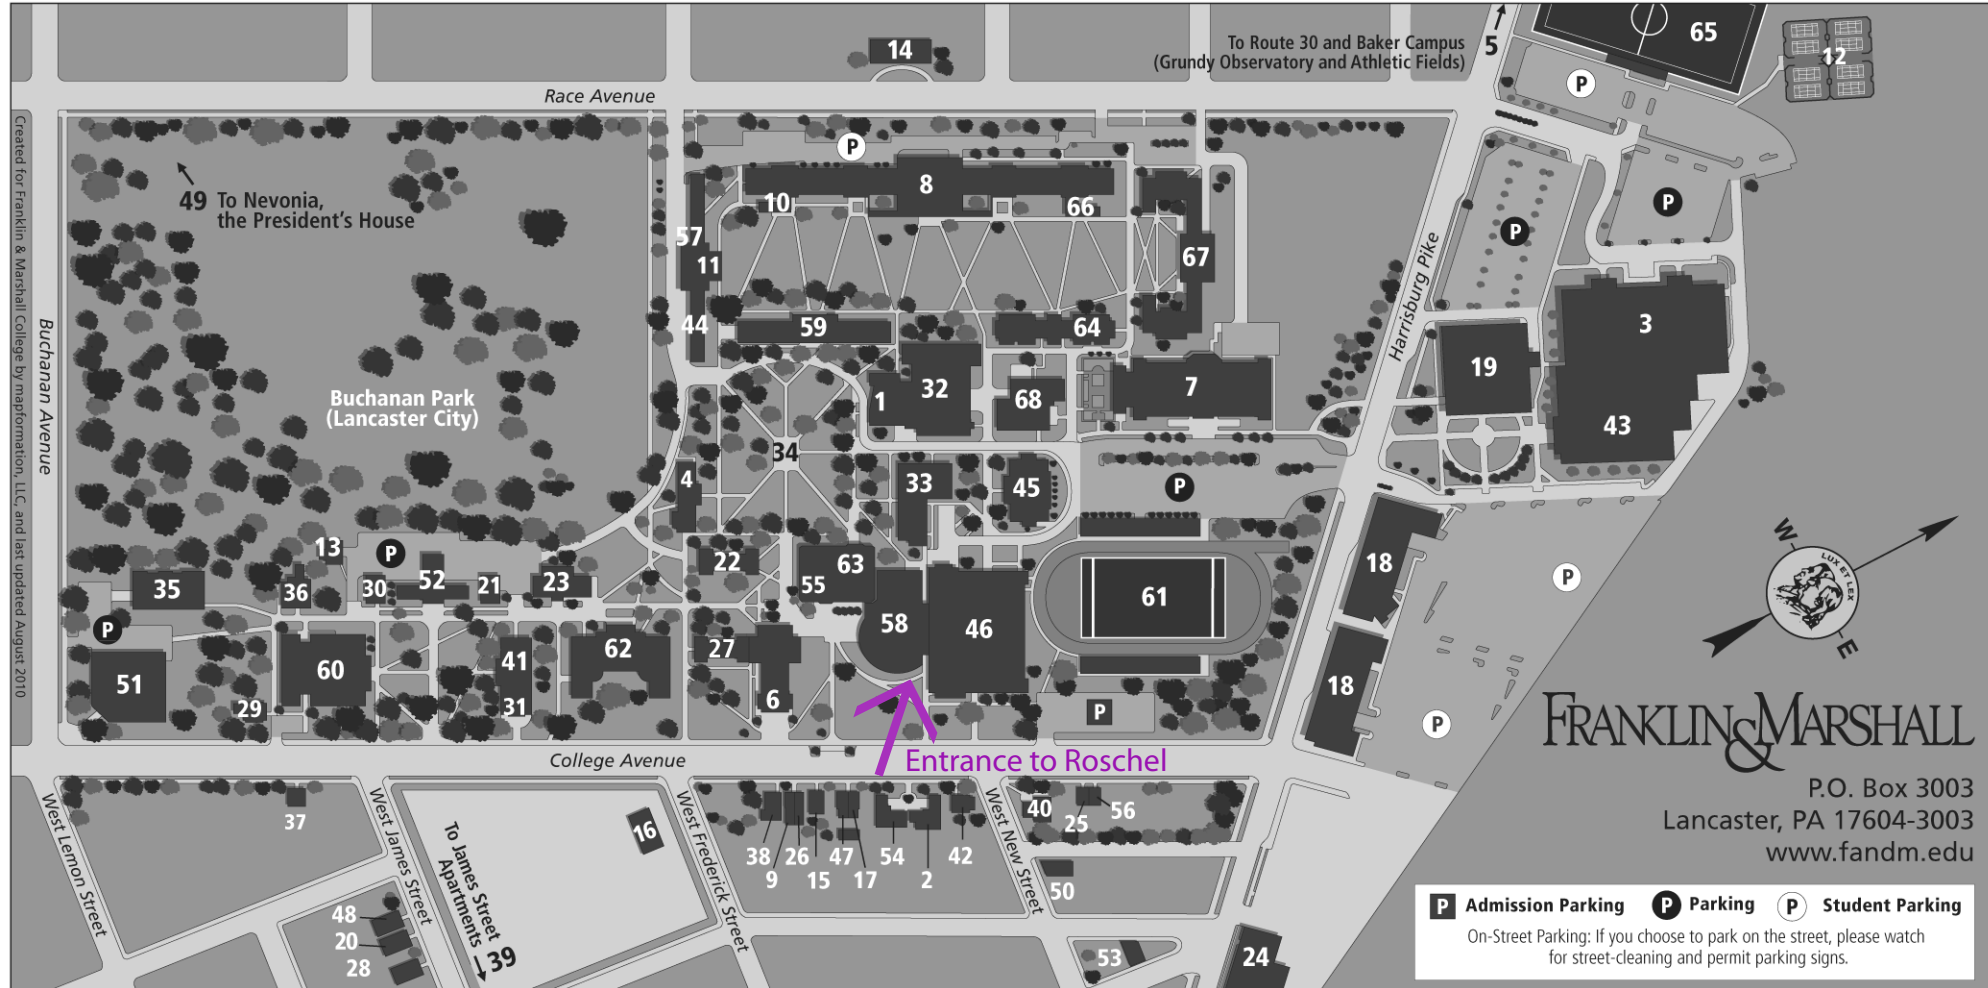 14
To Route 30 and Baker Campus
(Grundy Observatory and Athletic Fields)
5
65
12
P
Race Avenue
P
49 To Nevonia,
the President's House
8
10
66
57
11
67
P
P
Harrisburg Pike
44
59
64
3
19
7
32
1
68
43
Buchanan Park
(Lancaster City)
Buchanan Avenue
Created for Franklin & Marshall College by mapformation, LLC, and last updated August 2010
34
4
33
45
P
13
P
22
63
55
18
P
W
E
LUX ET LEX
35
36
30
52
21
23
61
P
58
46
27
62
41
60
51
29
31
6
18
P
P
Entrance to Roschel
College Avenue
FRANKLIN & MARSHALL
P.O. Box 3003
Lancaster, PA 17604-3003
www.fandm.edu
West Lemon Street
37
West James Street
To James Street
Apartments
39
16
West Frederick Street
38
9
26
15
47
17
54
2
42
West New Street
40
25
56
50
48
20
28
53
24
P Admission Parking P Parking P Student Parking
On-Street Parking: If you choose to park on the street, please watch
for street-cleaning and permit parking signs.